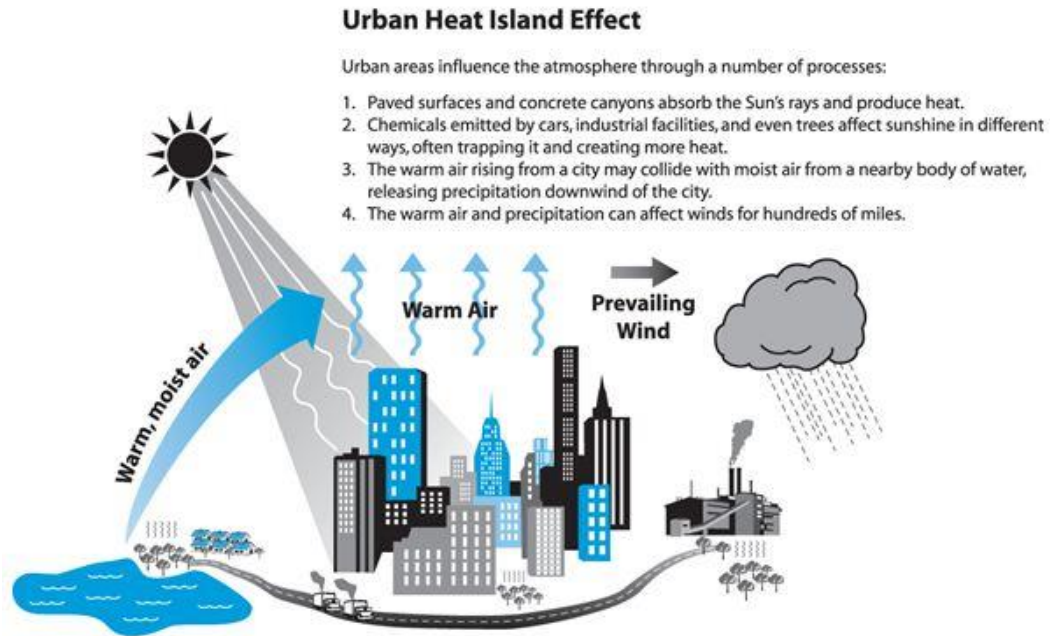 Urban Heat Island Effect
Urban areas influence the atmosphere through a number of processes:
1. Paved surfaces and concrete canyons absorb the Sun's rays and produce heat.
2. Chemicals emitted by cars, industrial facilities, and even trees affect sunshine in different
ways, often trapping it and creating more heat.
3. The warm air rising from a city may collide with moist air from a nearby body of water,
releasing precipitation downwind of the city.
4. The warm air and precipitation can affect winds for hundreds of miles.
Warm, moist air
Warm Air
Prevailing
Wind